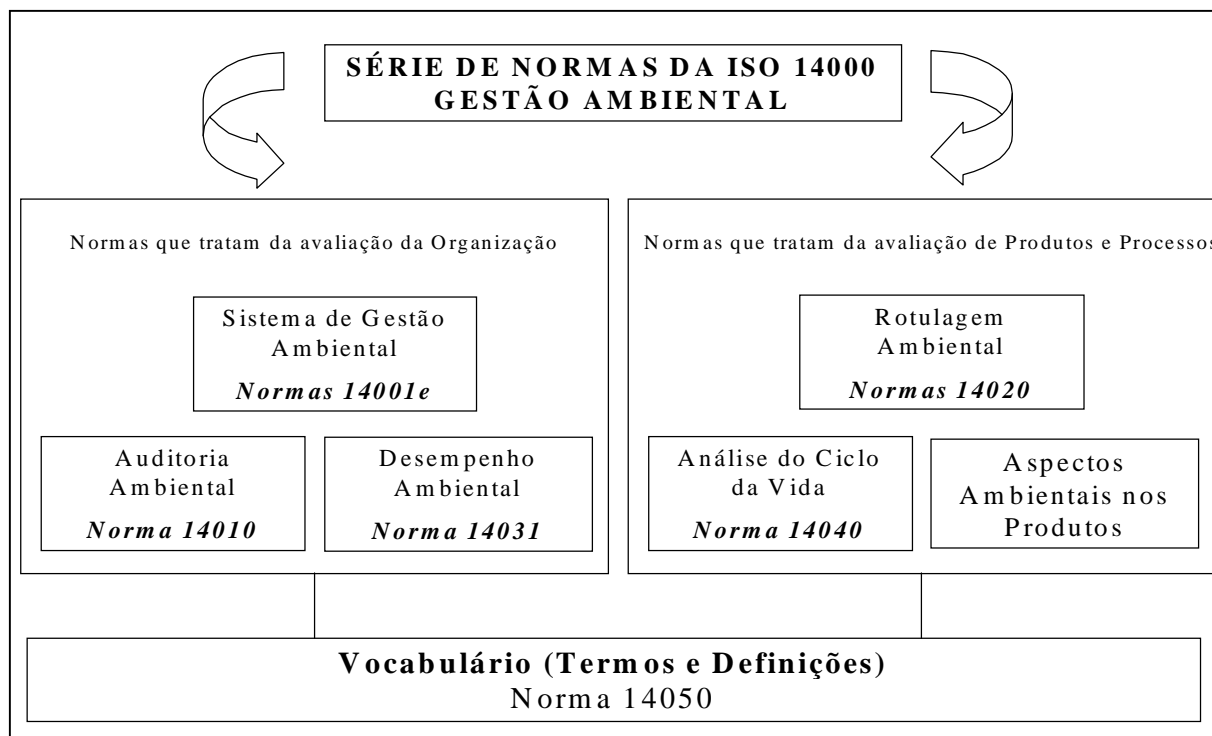 SÉRIE DE NORMAS DA ISO 14000
GESTÃO AMBIENTAL
Normas que tratam da avaliação da Organização
Sistema de Gestão
Ambiental
Normas 14001e
Auditoria
Ambiental
Norma 14010
Desempenho
Ambiental
Norma 14031
Normas que tratam da avaliação de Produtos e Processos
Rotulagem
Ambiental
Normas 14020
Análise do Ciclo
da Vida
Norma 14040
Aspectos
Ambientais nos
Produtos
Vocabulário (Termos e Definições)
Norma 14050